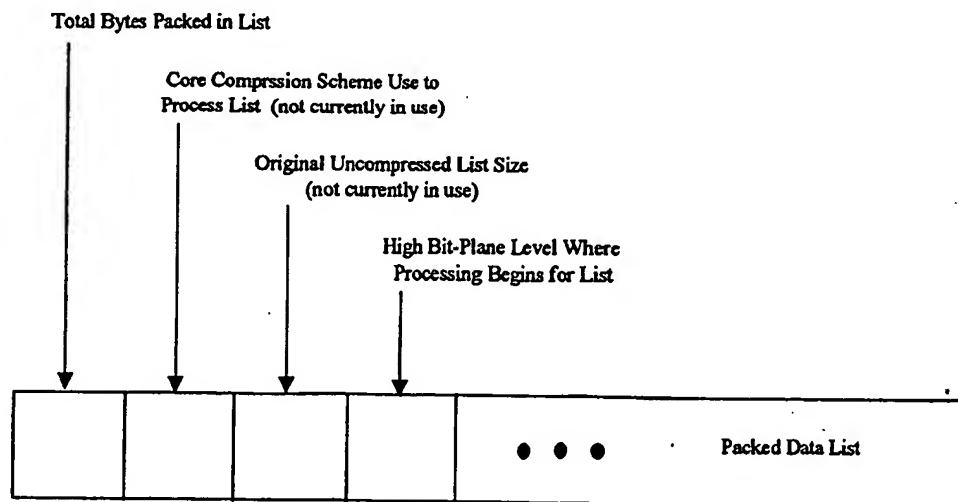 Total Bytes Packed in List
Core Comprssion Scheme Use to
Process List (not currently in use)
Original Uncompressed List Size
(not currently in use)
High Bit-Plane Level Where
Processing Begins for List
Packed Data List